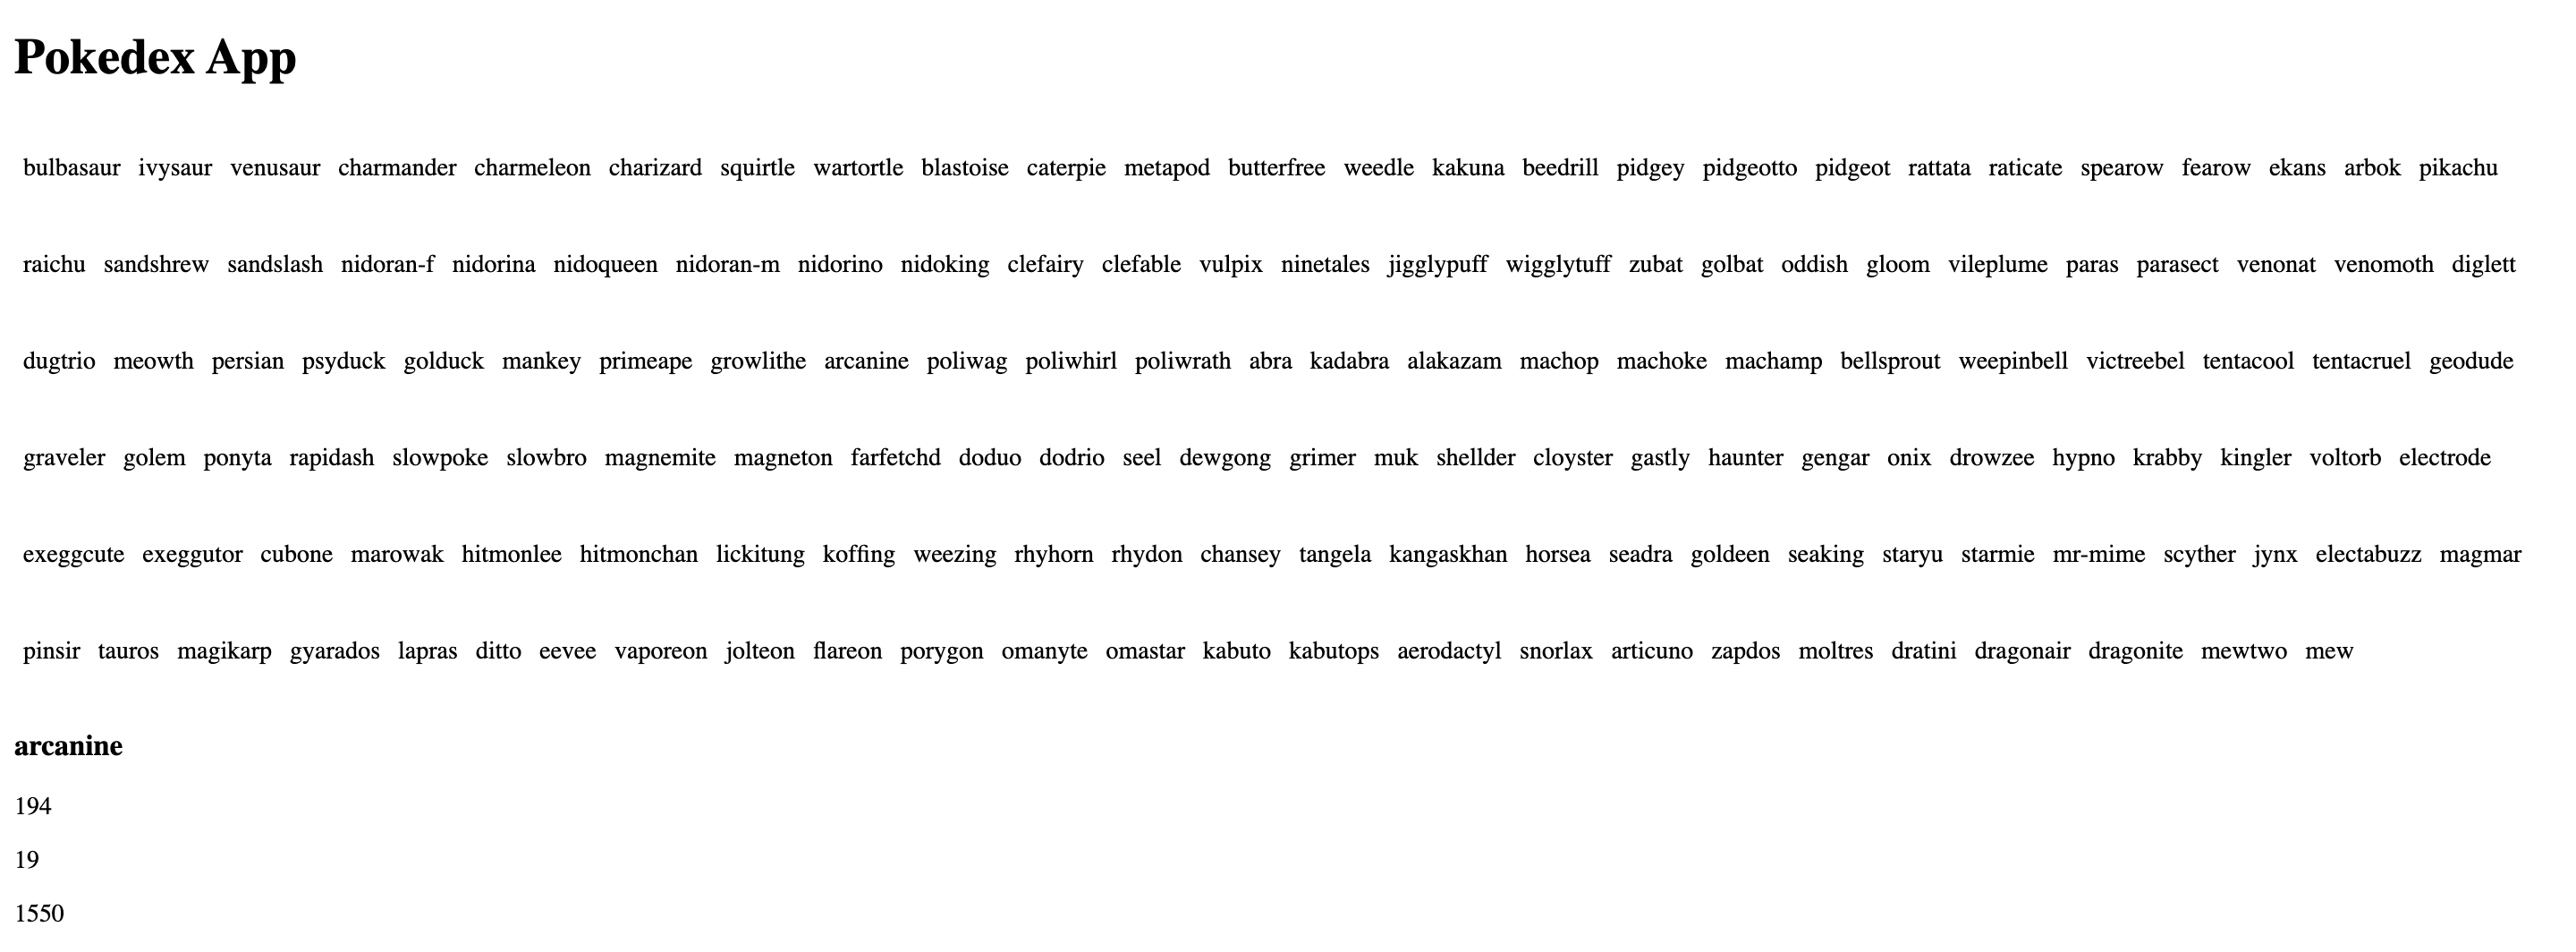 Pokedex App
bulbasaur ivysaur venusaur charmander charmeleon charizard squirtle wartortle blastoise caterpie metapod butterfree weedle kakuna beedrill pidgey pidgeotto pidgeot rattata raticate spearow fearow ekans arbok pikachu
raichu sandshrew sandslash nidoran-f nidorina nidoqueen nidoran-m nidorino nidoking clefairy clefable vulpix ninetales jigglypuff wigglytuff zubat golbat oddish gloom vileplume paras parasect venonat venomoth diglett
dugtrio meowth persian psyduck golduck mankey primeape growlithe arcanine poliwag poliwhirl poliwrath abra kadabra alakazam machop machoke machamp bellsprout weepinbell victreebel tentacool tentacruel geodude
graveler golem ponyta rapidash slowpoke slowbro magnemite magneton farfetchd doduo dodrio seel dewgong grimer muk shellder cloyster gastly haunter gengar onix drowzee hypno krabby kingler voltorb electrode
exeggcute exeggutor cubone marowak hitmonlee hitmonchan lickitung koffing weezing rhyhorn rhydon chansey tangela kangaskhan horsea seadra goldeen seaking staryu starmie mr-mime scyther jynx electabuzz magmar
pinsir tauros magikarp gyarados lapras ditto eevee vaporeon jolteon flareon porygon omanyte omastar kabuto kabutops aerodactyl snorlax articuno zapdos moltres dratini dragonair dragonite mewtwo mew
arcanine
194
19
1550